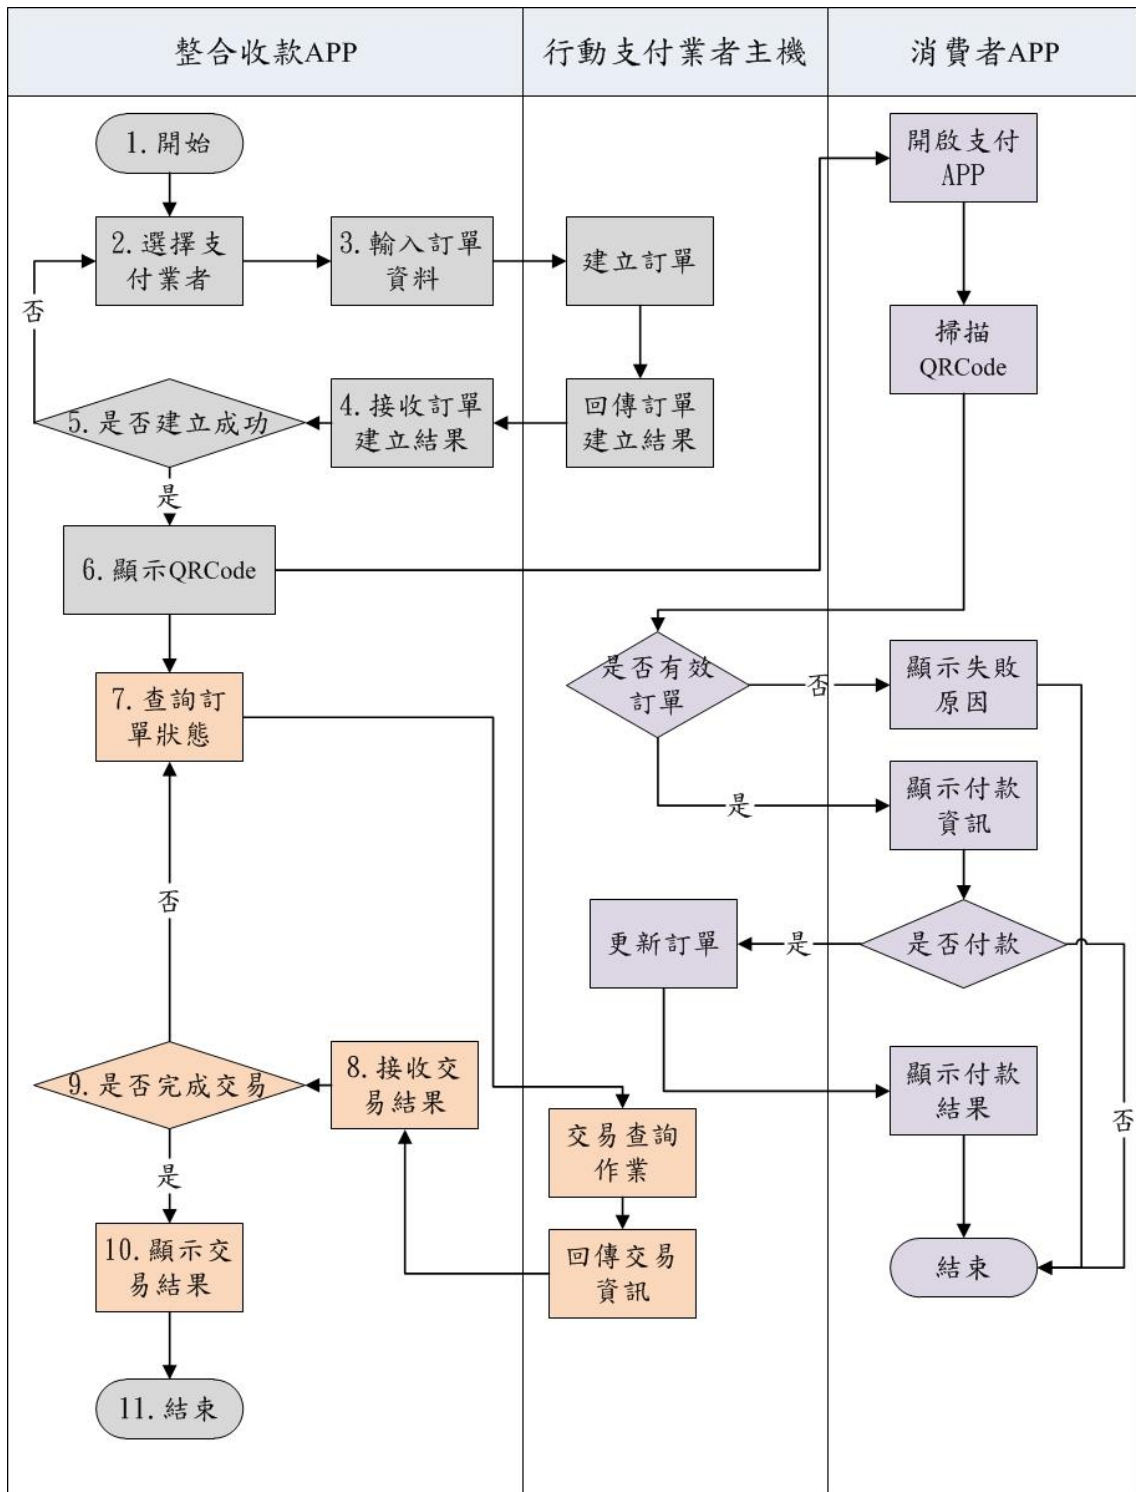 整合收款APP
行動支付業者主機
消費者APP
1.開始
開啟支付
APP
2.選擇支
付業者
3.輸入訂單
資料
建立訂單
否
掃描
QRCode
5.是否建立成功
4.接收訂單
建立結果
回傳訂單
建立結果
是
6.顯示QRCode
是否有效
訂單
否
顯示失敗
原因
7.查詢訂
單狀態
是
顯示付款
資訊
否
更新訂單
是
是否付款
9.是否完成交易
8.接收交
易結果
顯示付款
結果
否
交易查詢
作業
是
10.顯示交
易結果
回傳交易
資訊
結束
11.結束